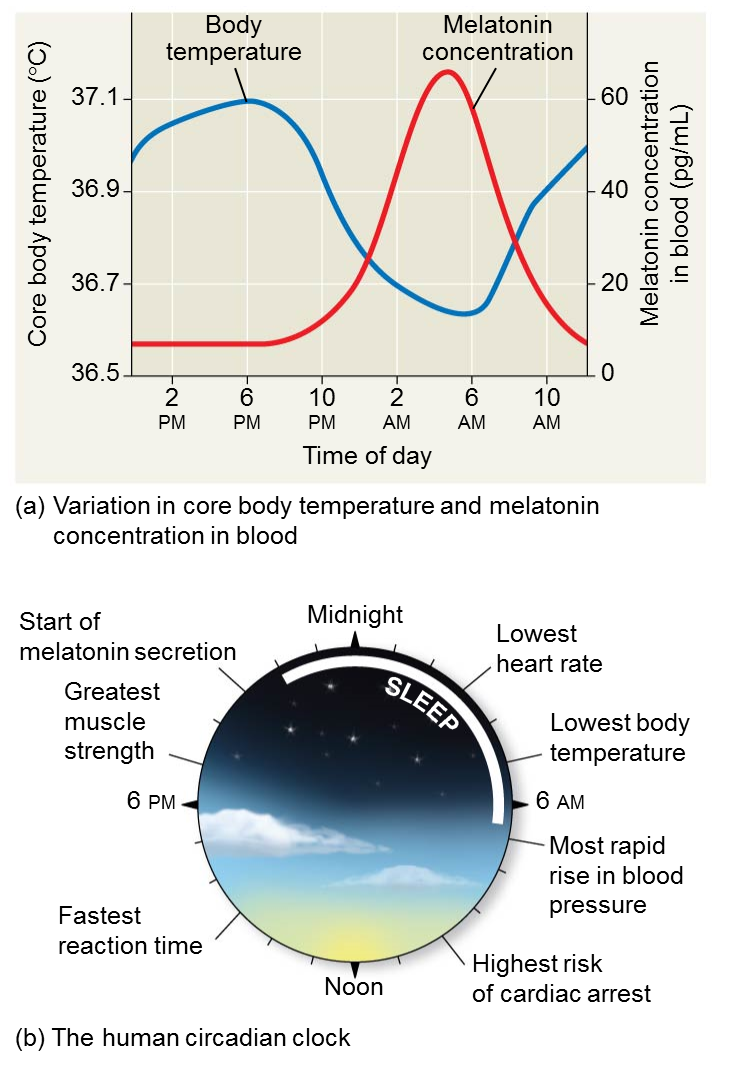 Body
temperature
Melatonin
concentration
Core body temperature (°C)
37.1
36.9
36.7
36.5
60
40
20
0
Melatonin concentration
in blood (pg/mL)
2 6 10 2 6 10
PM PM PM AM AM AM
Time of day
(a) Variation in core body temperature and melatonin
concentration in blood
Midnight
Start of
melatonin secretion
Lowest
heart rate
Greatest
muscle
strength
SLEEP
Lowest body
temperature
6 PM
6 AM
Most rapid
rise in blood
pressure
Fastest
reaction time
Highest risk
of cardiac arrest
Noon
(b) The human circadian clock